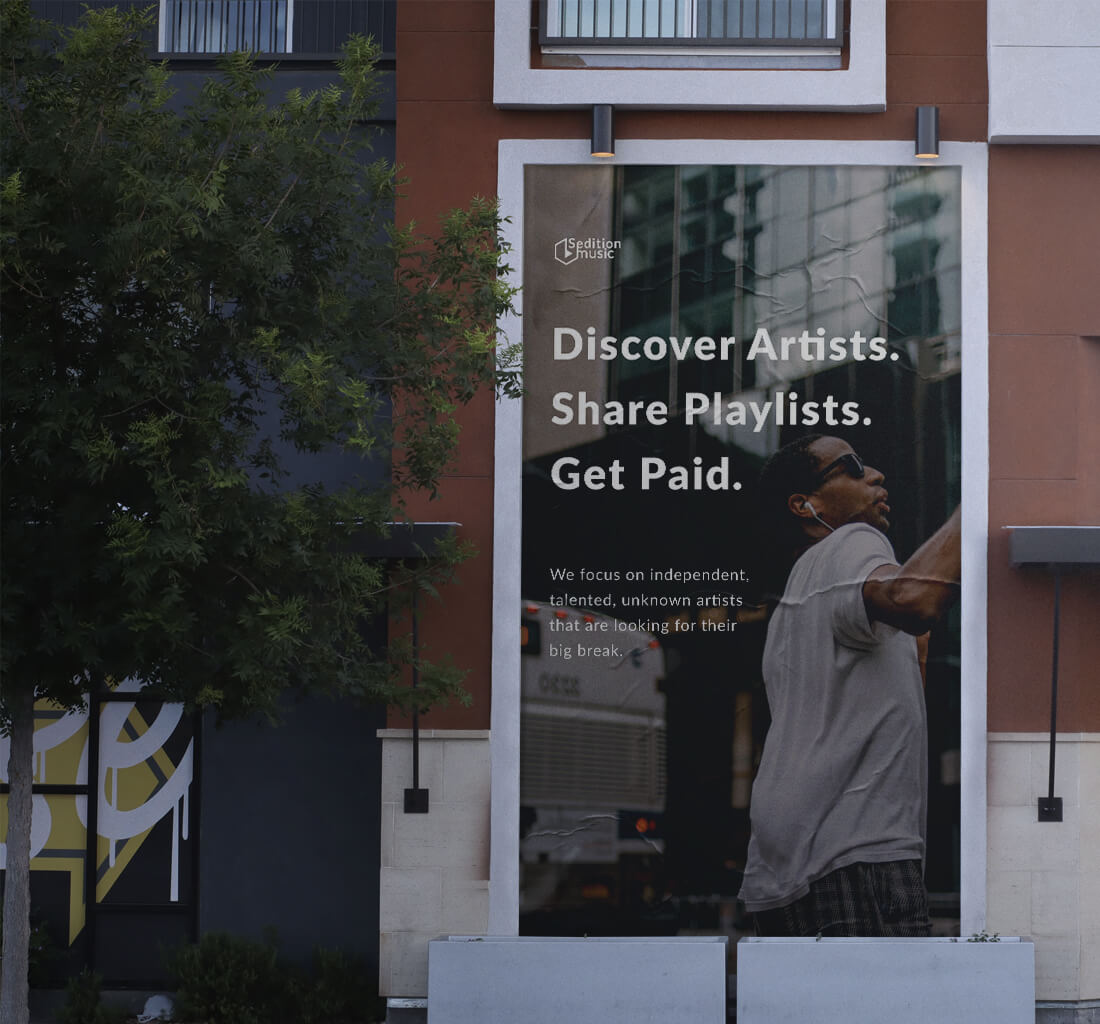 Sedition
music
Discover Artists.
Share Playlists.
Get Paid.
We focus on independent,
talented, unknown artists
that are looking for their
big break.